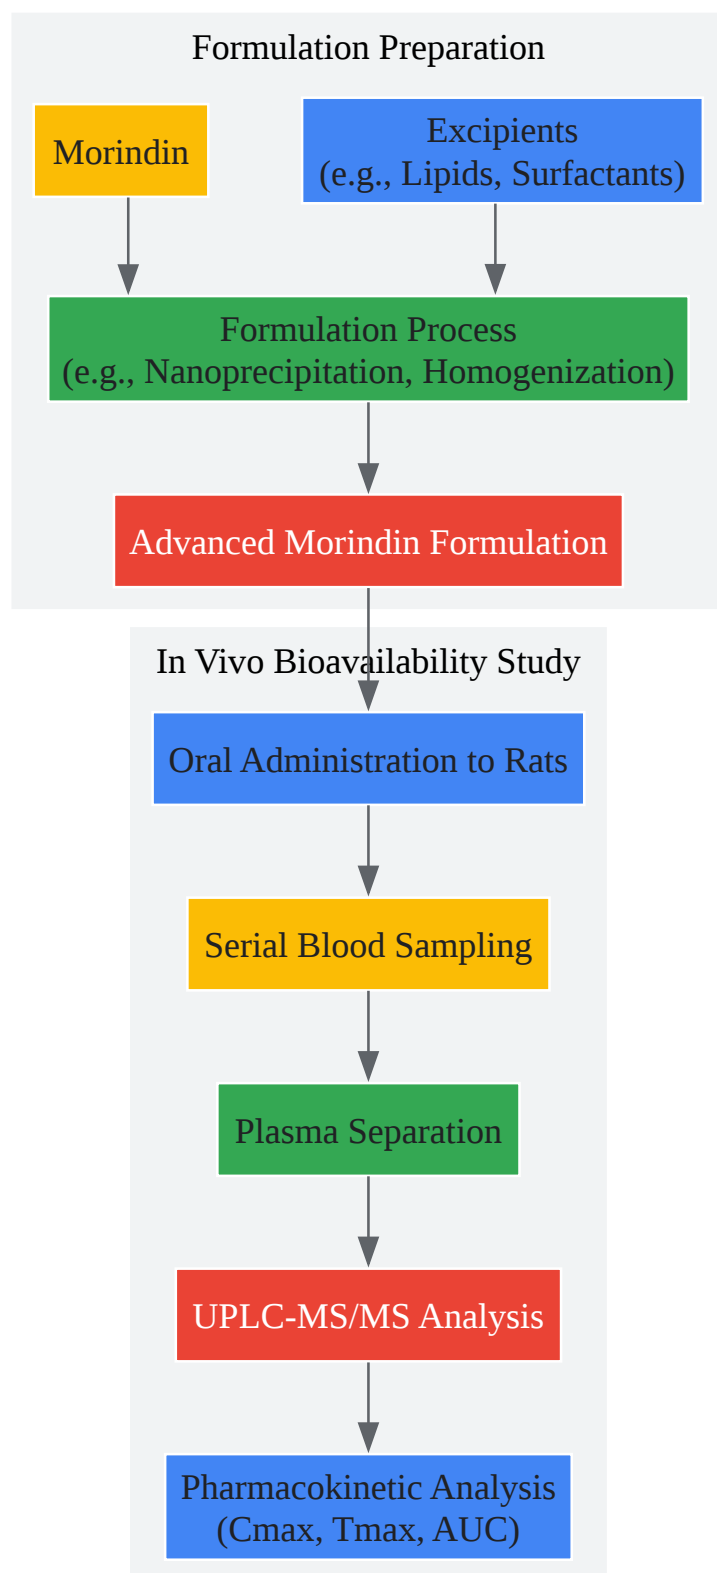 Formulation Preparation
Morindin
Excipients
(e.g., Lipids, Surfactants)
Formulation Process
(e.g., Nanoprecipitation, Homogenization)
Advanced Morindin Formulation
In Vivo Bioavailability Study
Oral Administration to Rats
Serial Blood Sampling
Plasma Separation
UPLC-MS/MS Analysis
Pharmacokinetic Analysis
(Cmax, Tmax, AUC)